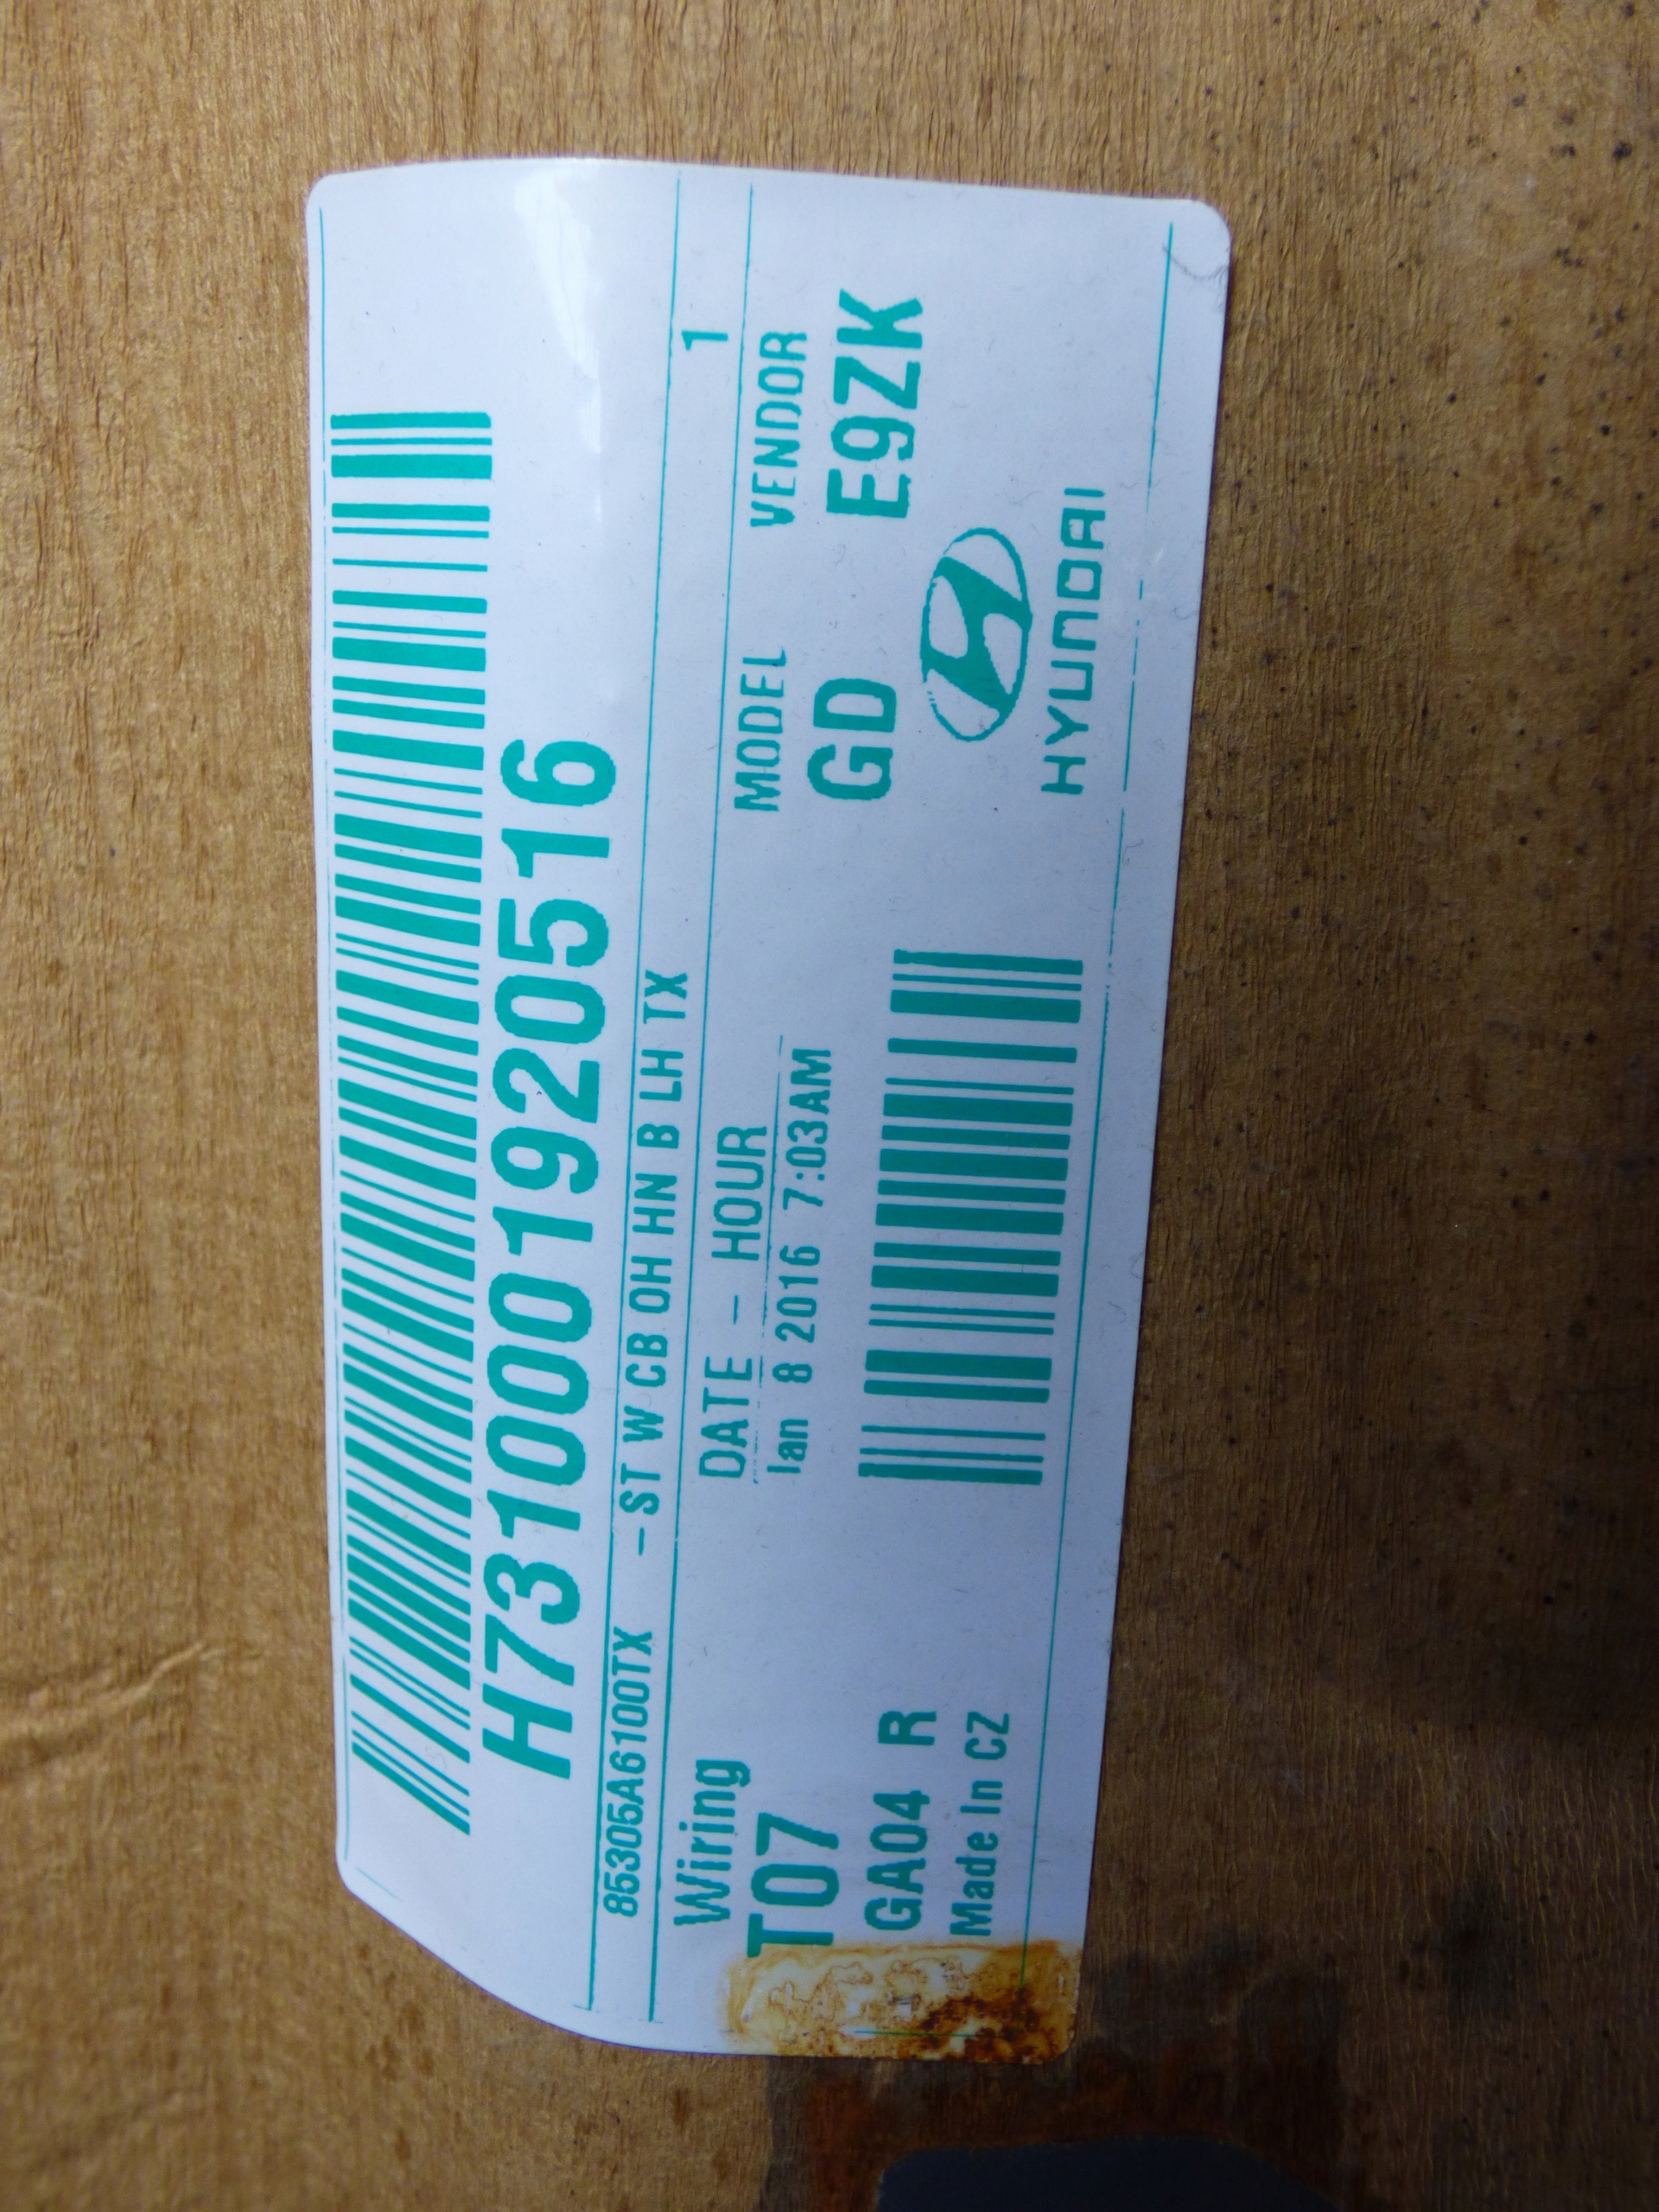 H7310001920516
85305A6100TX -ST W CB OH HN B LH TX 1
Wiring DATE - HOUR MODEL VENDOR
T07 Ian 8 2016 7:03AM GD E9ZK
GA04 R
Made In CZ
HYUNDAI